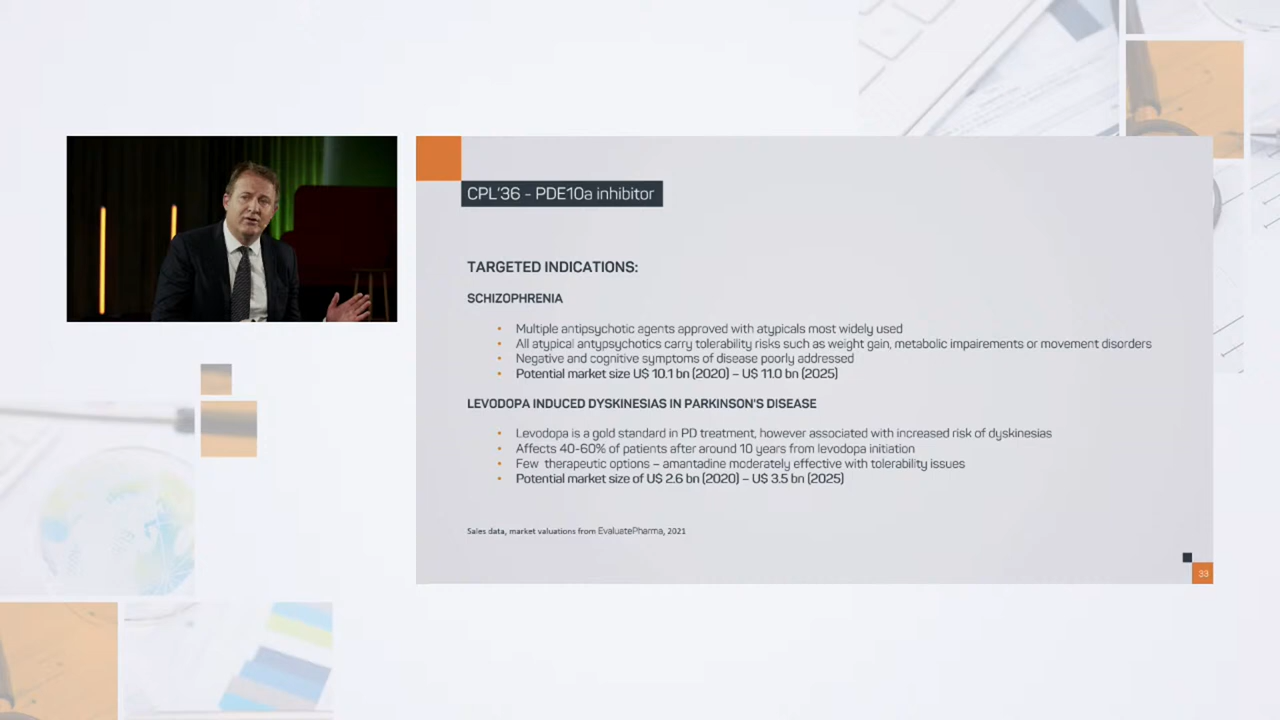 CPL'36 - PDE10a inhibitor
TARGETED INDICATIONS:
SCHIZOPHRENIA
• Multiple antipsychotic agents approved with atypicals most widely used
• All atypical antypsychotics carry tolerability risks such as weight gain, metabolic impairments or movement disorders
• Negative and cognitive symptoms of disease poorly addressed
• Potential market size U$ 10.1 bn (2020) – U$ 11.0 bn (2025)
LEVODOPA INDUCED DYSKINESIAS IN PARKINSON'S DISEASE
• Levodopa is a gold standard in PD treatment, however associated with increased risk of dyskinesias
• Affects 40-60% of patients after around 10 years from levodopa initiation
• Few therapeutic options – amantadine moderately effective with tolerability issues
• Potential market size of U$ 2.6 bn (2020) – U$ 3.5 bn (2025)
Sales data, market valuations from EvaluatePharma, 2021
33